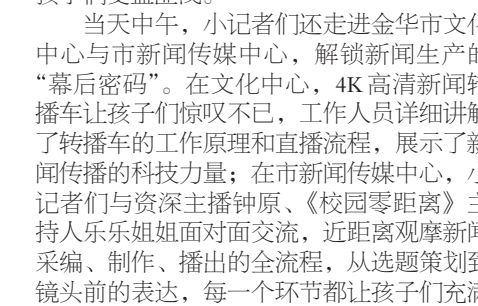 当天中午，小记者们还走进金华市文化
中心与市新闻传媒中心，解锁新闻生产的
“幕后密码”。在文化中心，4K高清新闻转
播车让孩子们惊叹不已，工作人员详细讲解
了转播车的工作原理和直播流程，展示了新
闻传播的科技力量；在市新闻传媒中心，小
记者们与资深主播钟原、《校园零距离》主
持人乐乐姐姐面对面交流，近距离观摩新闻
采编、制作、播出的全流程，从选题策划到
镜头前的表达，每一个环节都让孩子们充满